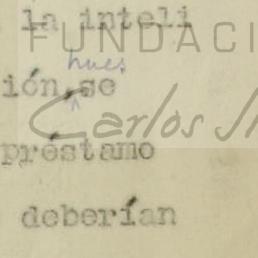 la inteli
FUNDACI
hues
ión, se
Carlos
préstamo
deberían